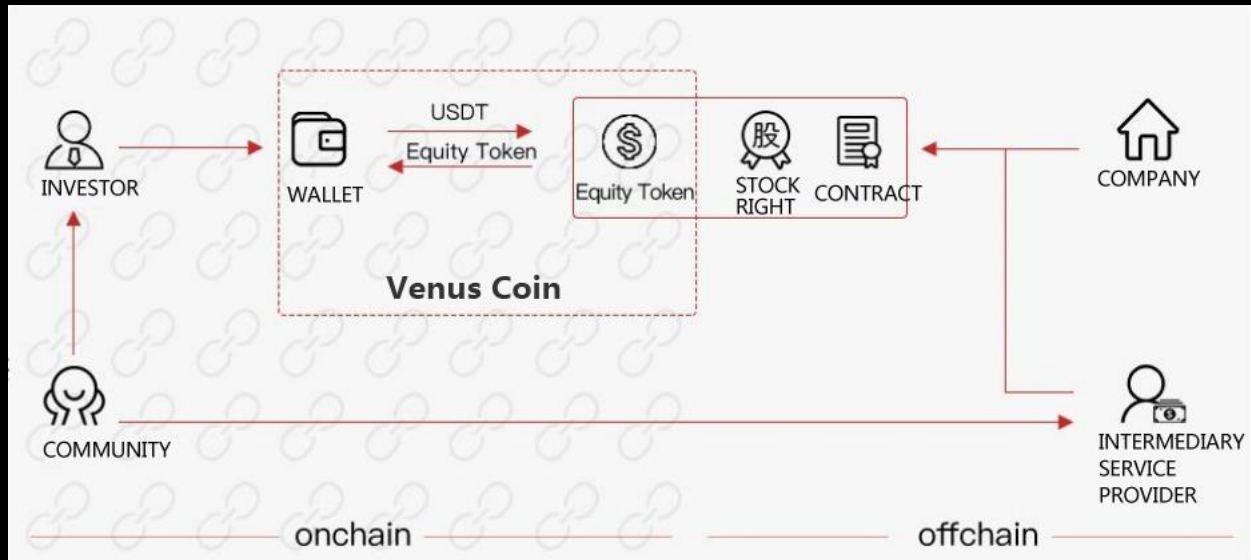 USDT
Equity Token
INVESTOR
WALLET
Equity Token
股
STOCK
RIGHT
CONTRACT
COMPANY
Venus Coin
COMMUNITY
INTERMEDIARY
SERVICE
PROVIDER
onchain
offchain